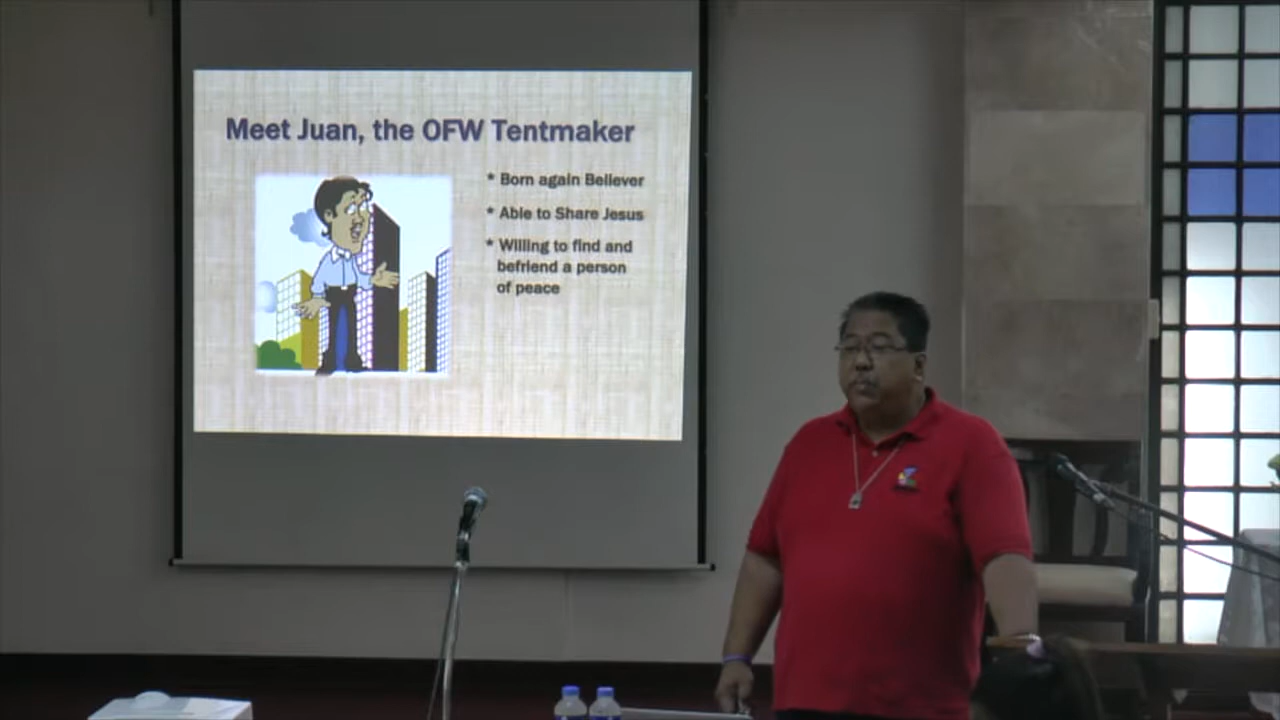 Meet Juan, the OFW Tentmaker
* Born again Believer
* Able to Share Jesus
* Willing to find and
befriend a person
of peace